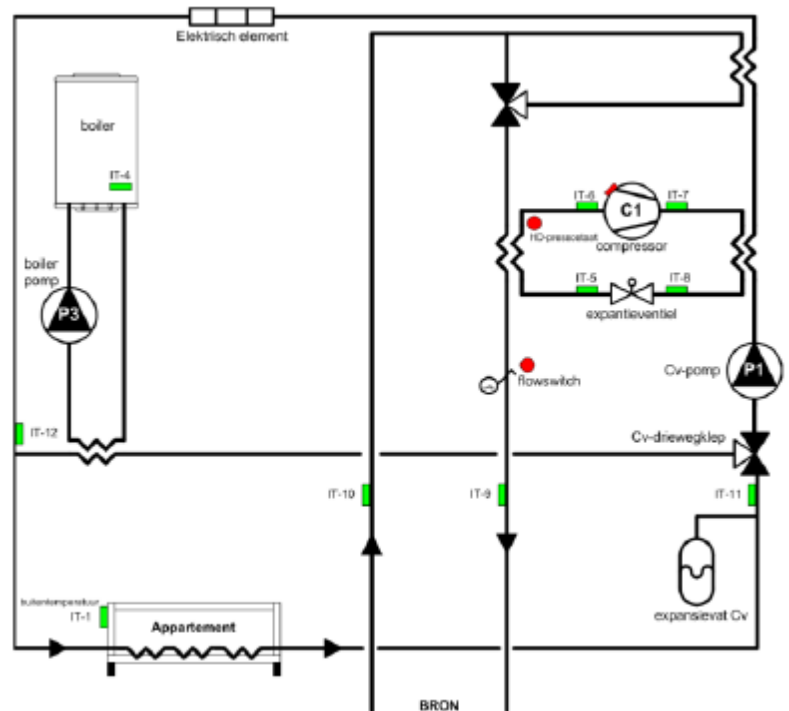 Elektrisch element
boiler
IT-4
IT-6
IT-7
C1
HD-pressostaat
compressor
boiler
pomp
P3
IT-5
IT-8
expantieventiel
P1
Cv-pomp
flowswitch
IT-12
Cv-driewegklep
IT-10
IT-9
IT-11
buitentemperatuur
IT-1
Appartement
expansievat Cv
BRON